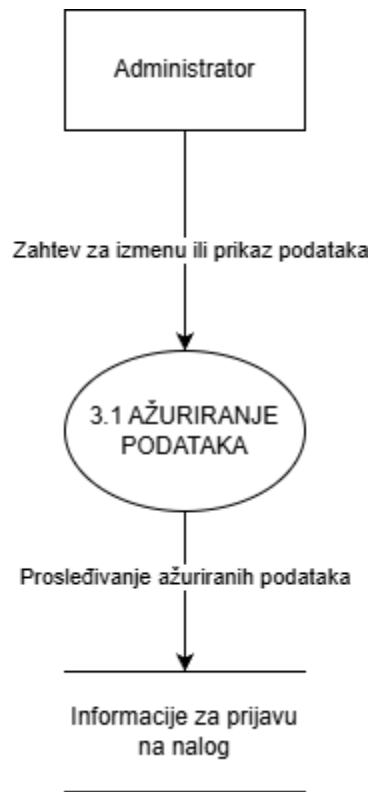 Administrator
Zahtev za izmenu ili prikaz podataka
3.1 AŽURIRANJE
PODATAKA
Prosleđivanje ažuriranih podataka
Informacije za prijavu
na nalog